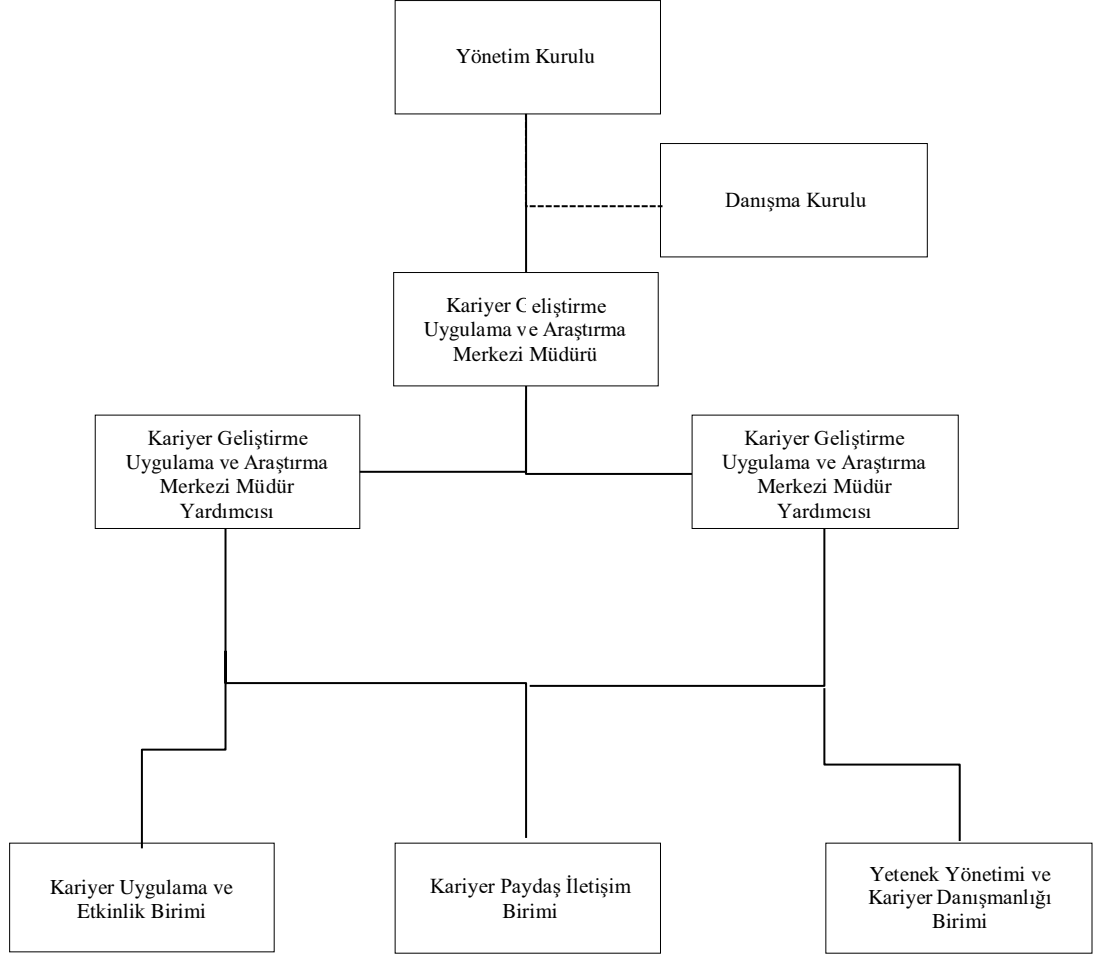 Yönetim Kurulu
Danışma Kurulu
Kariyer Geliştirme
Uygulama ve Araştırma
Merkezi Müdürü
Kariyer Geliştirme
Uygulama ve Araştırma
Merkezi Müdür
Yardımcısı
Kariyer Geliştirme
Uygulama ve Araştırma
Merkezi Müdür
Yardımcısı
Kariyer Uygulama ve
Etkinlik Birimi
Kariyer Paydaş İletişim
Birimi
Yetenek Yönetimi ve
Kariyer Danışmanlığı
Birimi